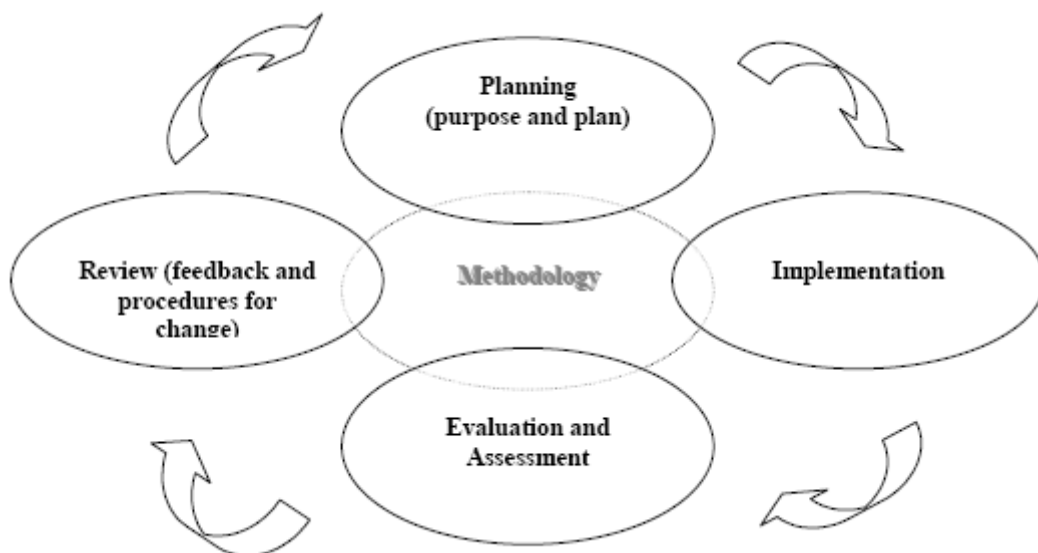 Planning
(purpose and plan)
Review (feedback and
procedures for
change)
Methodology
Implementation
Evaluation and
Assessment